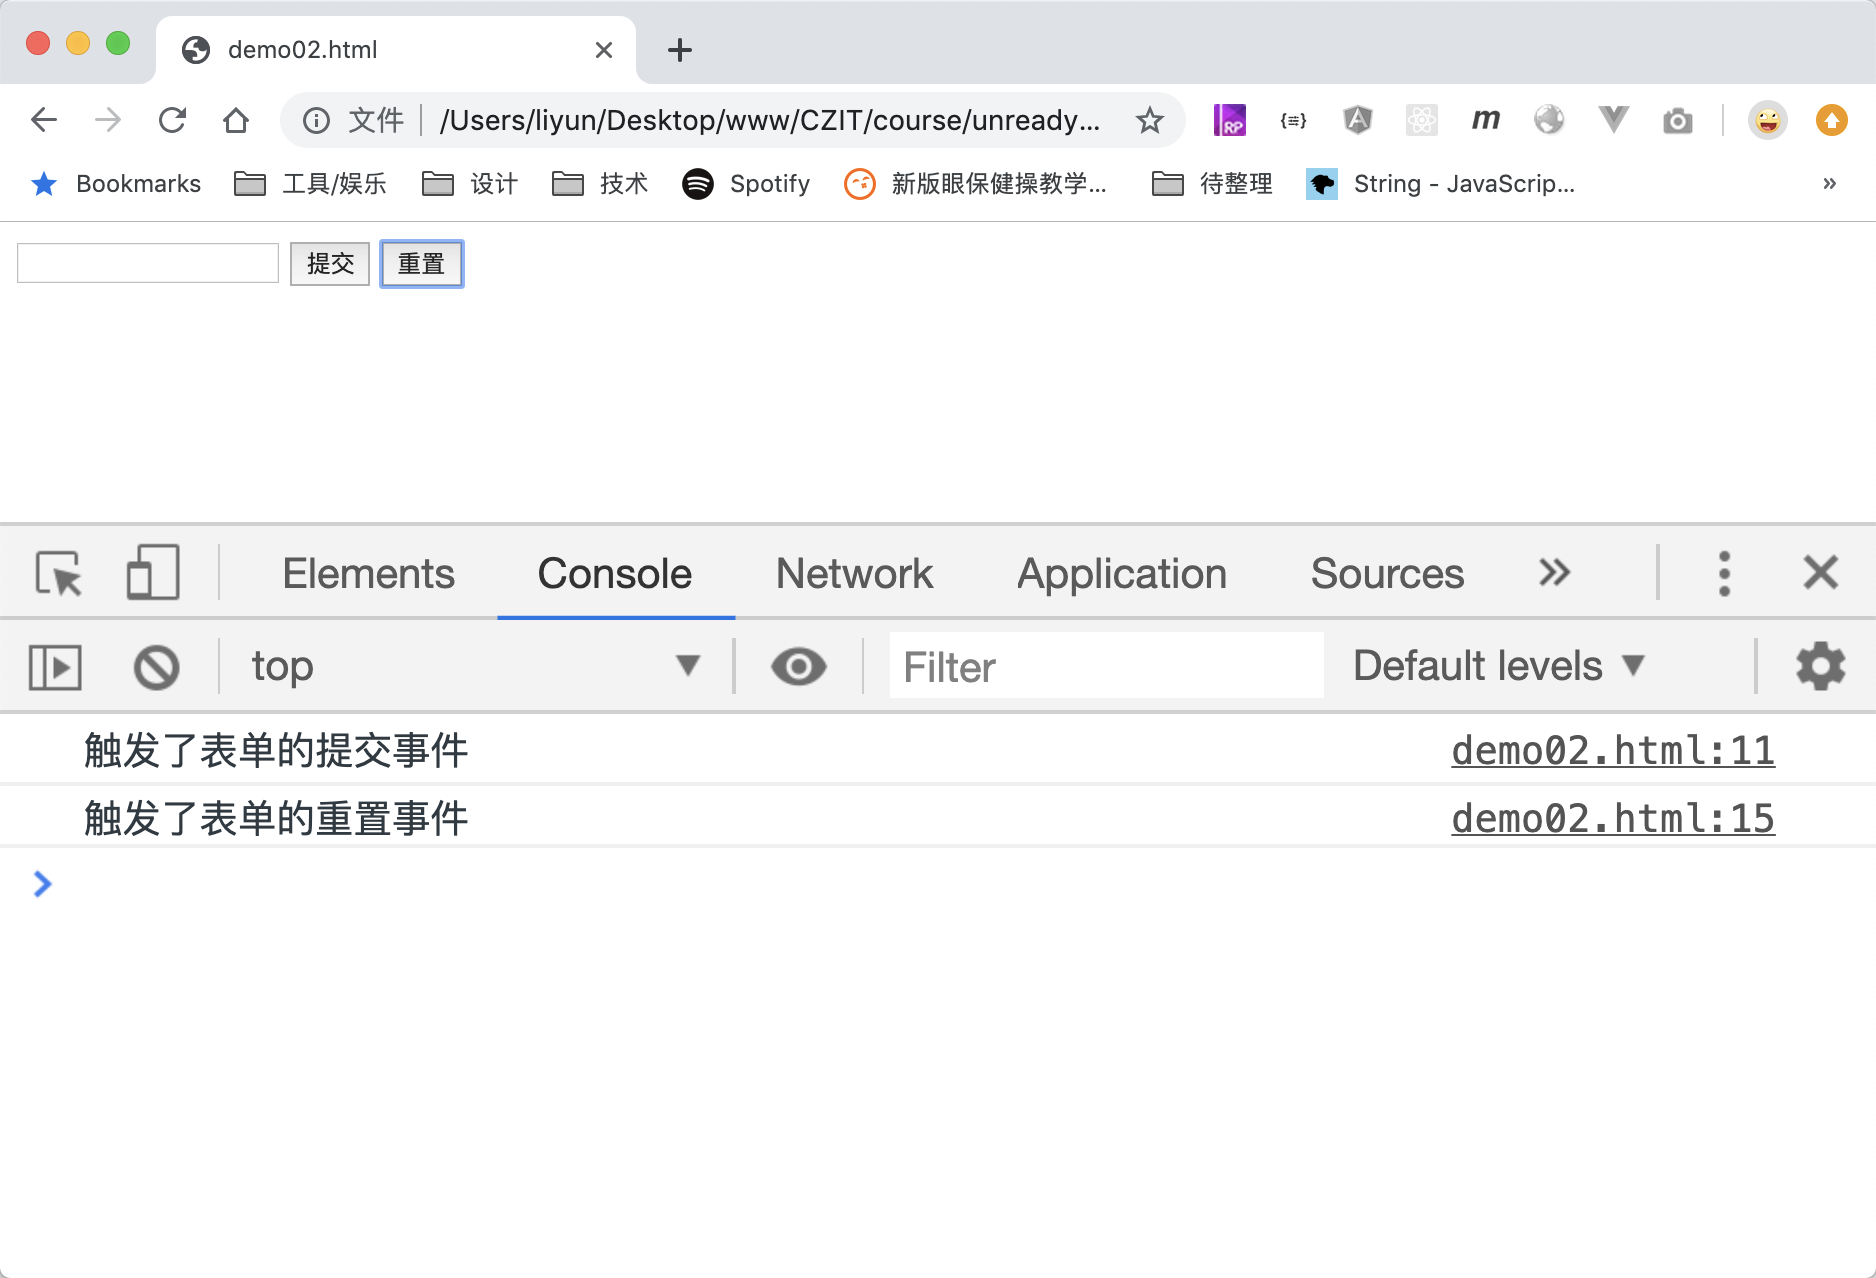 demo02.html
文件 /Users/liyun/Desktop/www/CZIT/course/unready... RP {≡} A m
Bookmarks 工具/娱乐 设计 技术 Spotify 新版眼保健操教学... 待整理 String - JavaScrip... »
提交 重置
Elements Console Network Application Sources »
top Filter Default levels
触发了表单的提交事件 demo02.html:11
触发了表单的重置事件 demo02.html:15